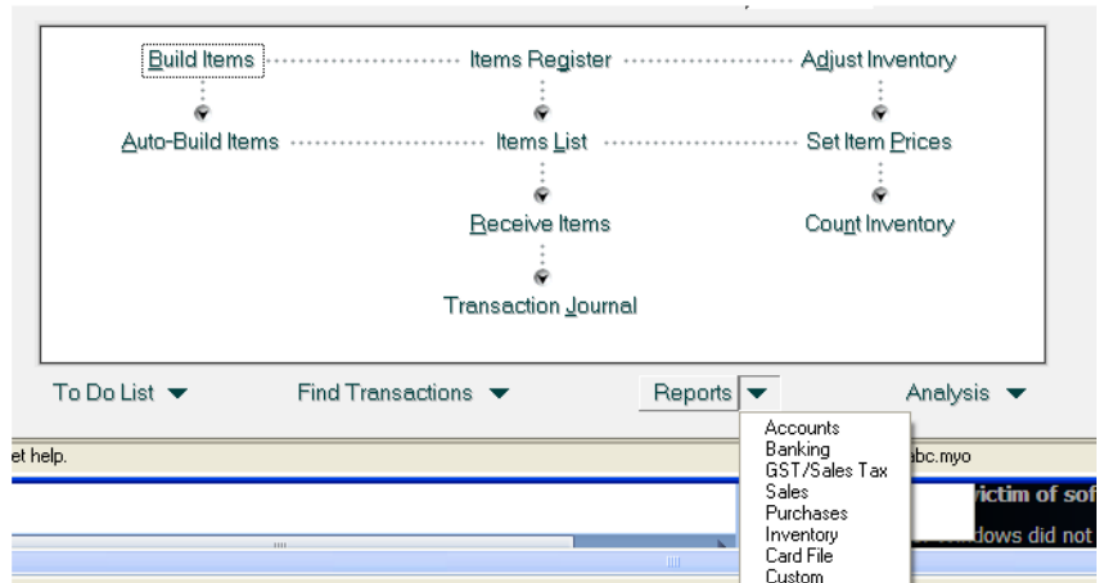 Build Items Items Register Adjust Inventory
Auto-Build Items Items List Set Item Prices
Receive Items Count Inventory
Transaction Journal
To Do List Find Transactions Reports Analysis
Accounts
et help. Banking abc.myo
GST/Sales Tax
Sales victim of sof
Purchases
Inventory dows did not
Card File
Custom